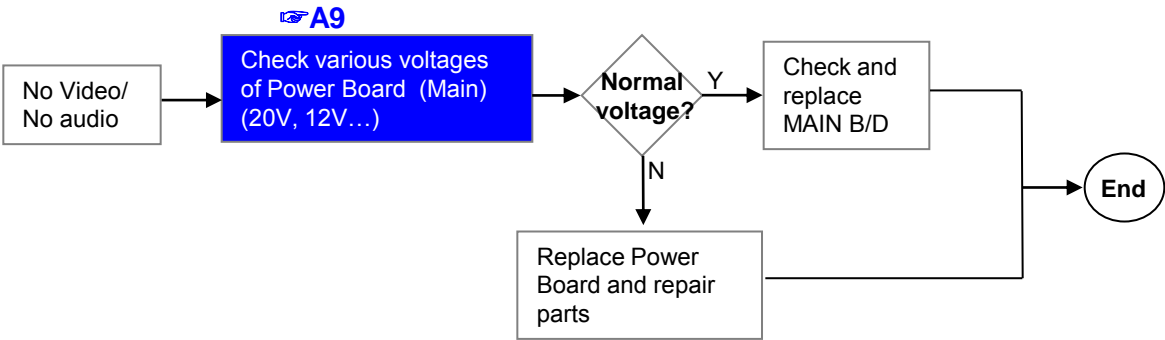 ☞A9
No Video/
No audio
Check various voltages
of Power Board (Main)
(20V, 12V…)
Normal
voltage?
Y
Check and
replace
MAIN B/D
N
Replace Power
Board and repair
parts
End